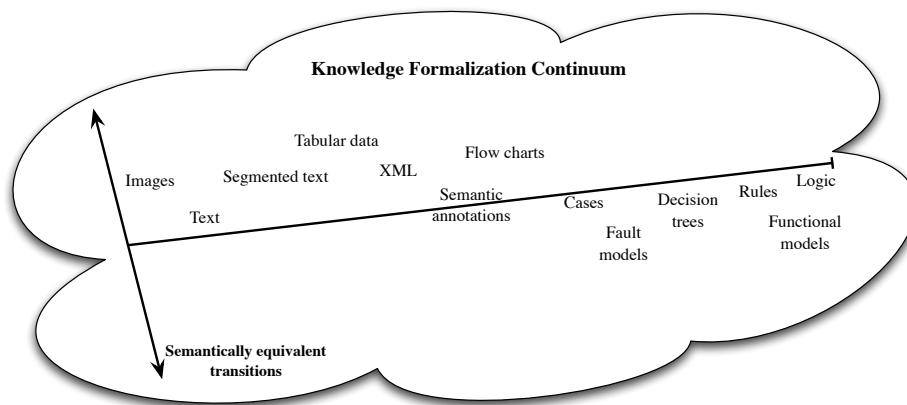 Knowledge Formalization Continuum
Tabular data
Flow charts
Images
Segmented text
XML
Logic
Rules
Semantic
annotations
Cases
Decision
trees
Text
Fault
models
Functional
models
Semantically equivalent
transitions